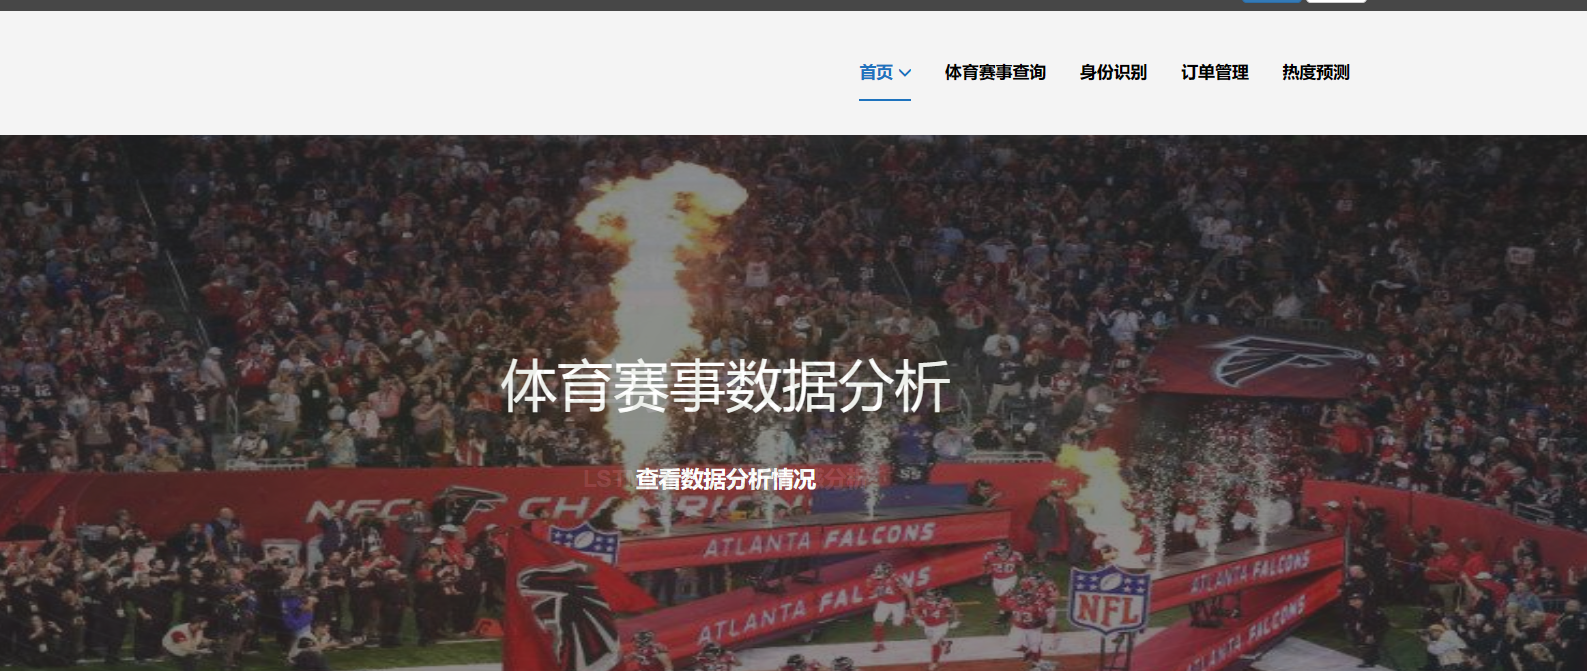 首页
体育赛事查询
身份识别
订单管理
热度预测
体育赛事数据分析
查看数据分析情况
NFC CHAMPION
ATLANTA FALCONS
ATLANTA FALCONS
ATLANTA FALCONS
ATLANTA FALCONS
NFL